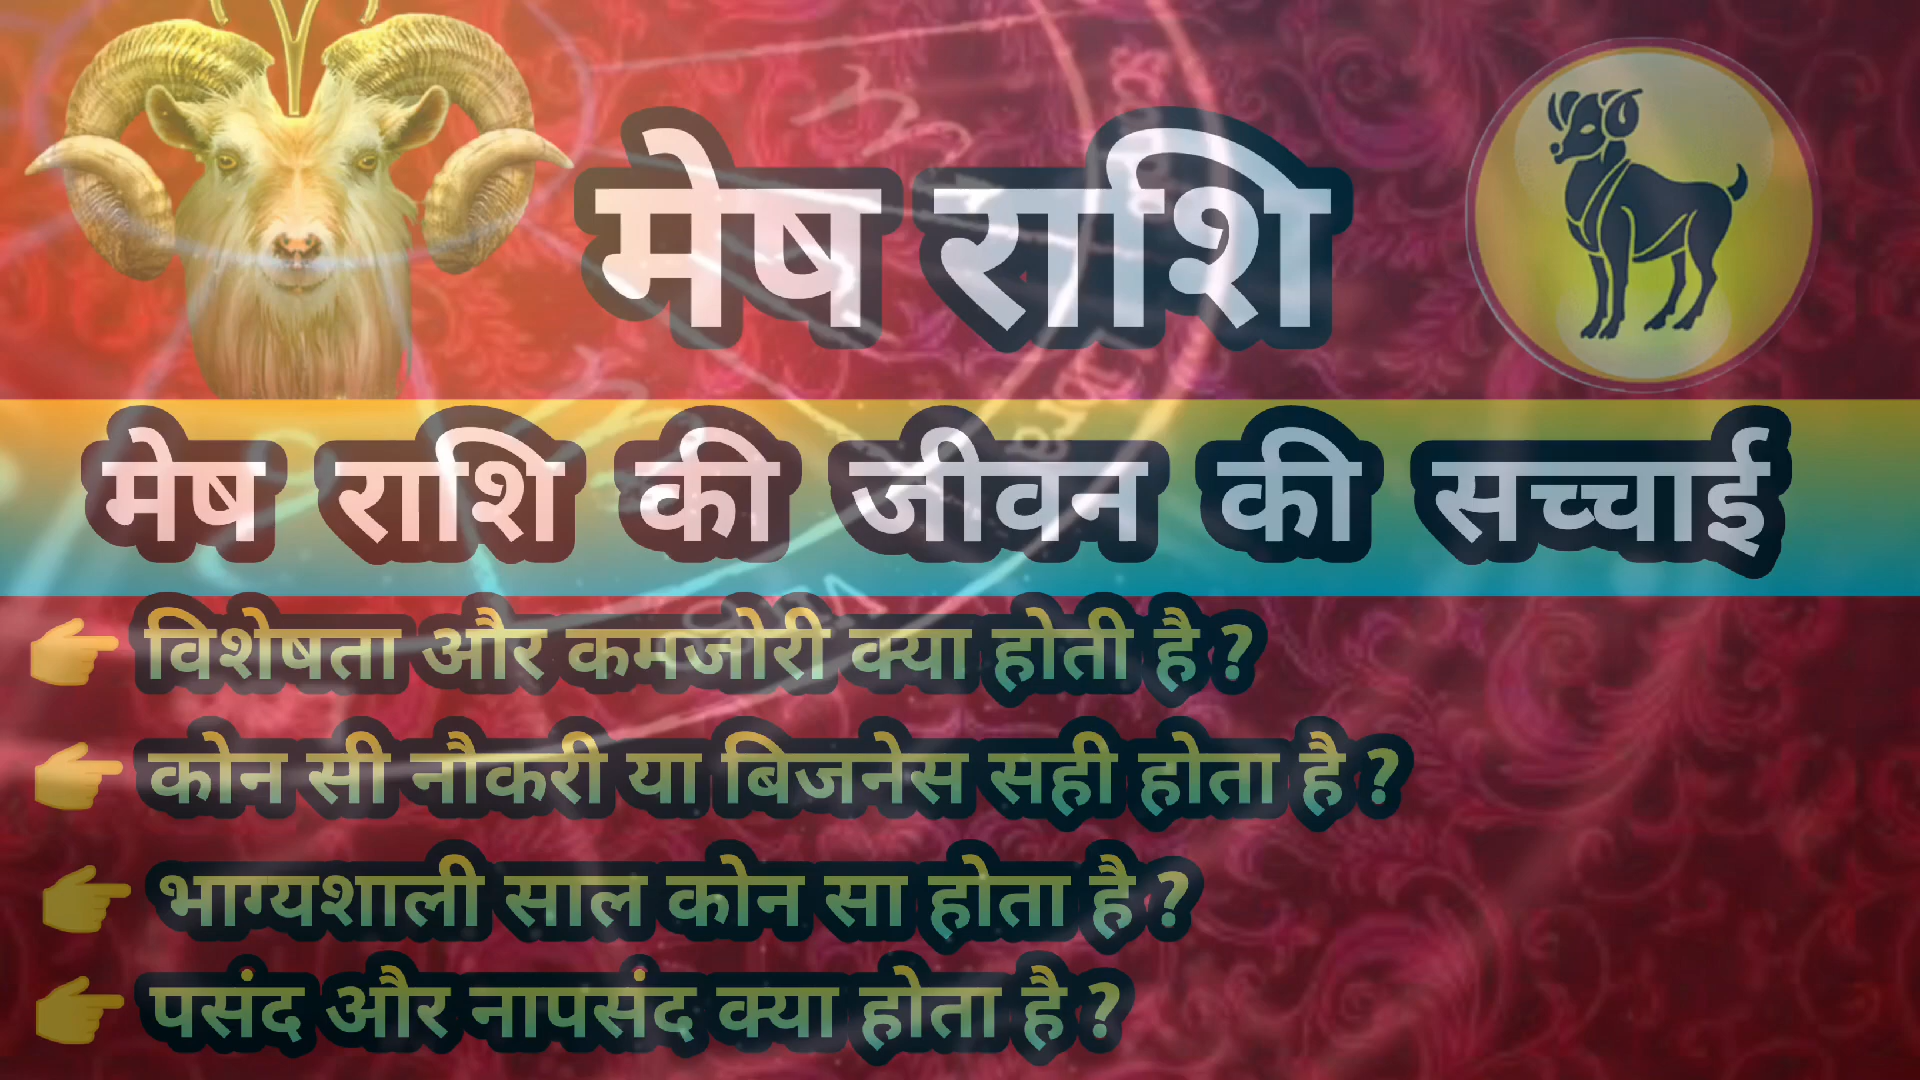 मेष राशि
मेष राशि की जीवन की सच्चाई
👉 विशेषता और कमजोरी क्या होती है ?
👉 कोन सी नौकरी या बिजनेस सही होता है ?
👉 भाग्यशाली साल कोन सा होता है ?
👉 पसंद और नापसंद क्या होता है ?